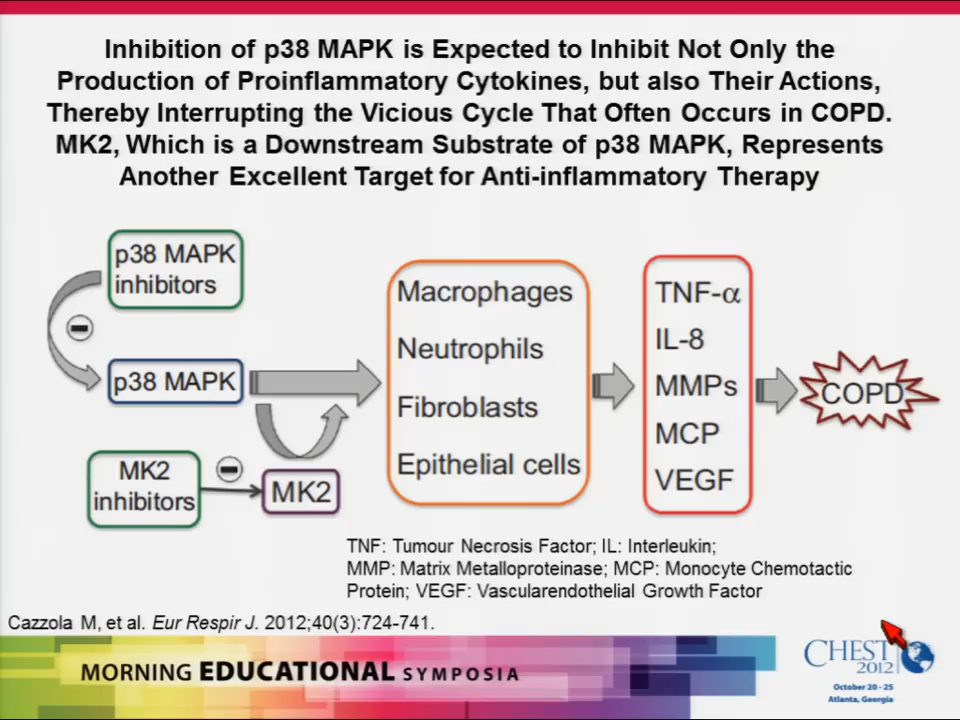 Inhibition of p38 MAPK is Expected to Inhibit Not Only the
Production of Proinflammatory Cytokines, but also Their Actions,
Thereby Interrupting the Vicious Cycle That Often Occurs in COPD.
MK2, Which is a Downstream Substrate of p38 MAPK, Represents
Another Excellent Target for Anti-inflammatory Therapy
p38 MAPK
inhibitors
p38 MAPK
MK2
inhibitors
MK2
Macrophages
Neutrophils
Fibroblasts
Epithelial cells
TNF-α
IL-8
MMPs
MCP
VEGF
COPD
TNF: Tumour Necrosis Factor; IL: Interleukin;
MMP: Matrix Metalloproteinase; MCP: Monocyte Chemotactic
Protein; VEGF: Vascularendothelial Growth Factor
Cazzola M, et al. Eur Respir J. 2012;40(3):724-741.
MORNING EDUCATIONAL SYMPOSIA
CHEST
2012
October 20 - 25
Atlanta, Georgia